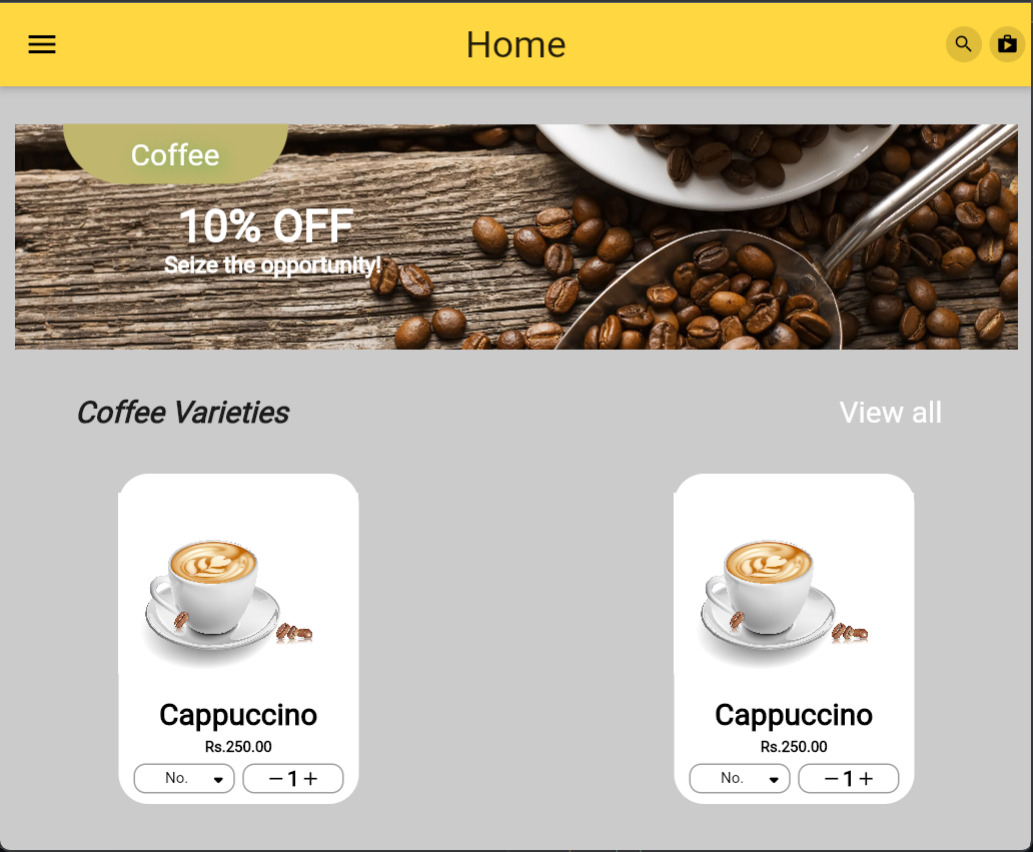 Home
Coffee
10% OFF
Seize the opportunity!
Coffee Varieties
View all
Cappuccino
Rs.250.00
No.
1
Cappuccino
Rs.250.00
No.
1